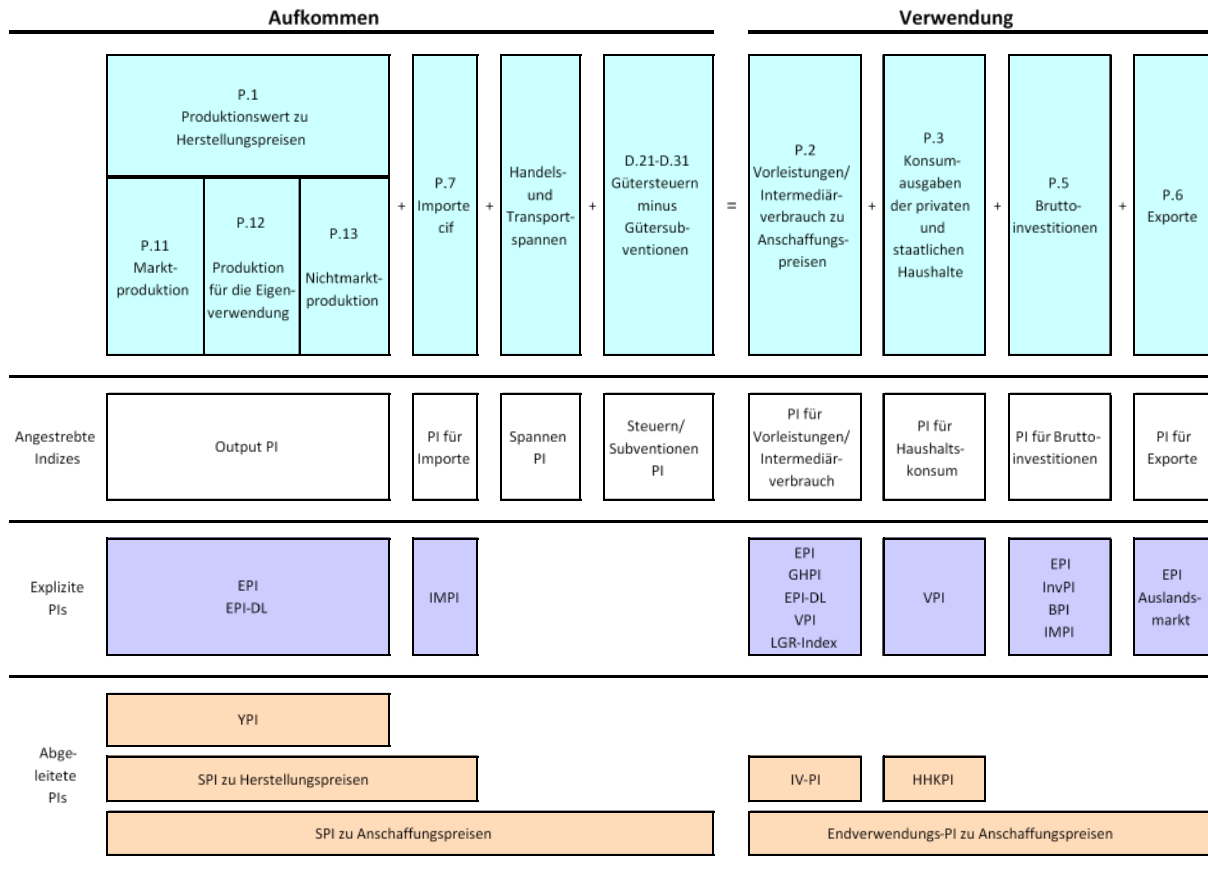 Aufkommen
Verwendung
P.1
Produktionswert zu
Herstellungspreisen
P.11
Markt-
produktion
P.12
Produktion
für die Eigen-
verwendung
P.13
Nichtmarkt-
produktion
+
P.7
Importe
cif
+
Handels-
und
Transport-
spannen
+
D.21-D.31
Gütersteuern
minus
Gütersub-
ventionen
=
P.2
Vorleistungen/
Intermediär-
verbrauch zu
Anschaffungs-
preisen
+
P.3
Konsum-
ausgaben
der privaten
und
staatlichen
Haushalte
+
P.5
Brutto-
investitionen
+
P.6
Exporte
Angestrebte
Indizes
Output PI
PI für
Importe
Spannen
PI
Steuern/
Subventionen
PI
PI für
Vorleistungen/
Intermediär-
verbrauch
PI für
Haushalts-
konsum
PI für Brutto-
investitionen
PI für
Exporte
Explizite
PIs
EPI
EPI-DL
IMPI
EPI
GHPI
EPI-DL
VPI
LGR-Index
VPI
EPI
InvPI
BPI
IMPI
EPI
Auslands-
markt
Abge-
leitete
PIs
YPI
SPI zu Herstellungspreisen
IV-PI
HHKPI
SPI zu Anschaffungspreisen
Endverwendungs-PI zu Anschaffungspreisen